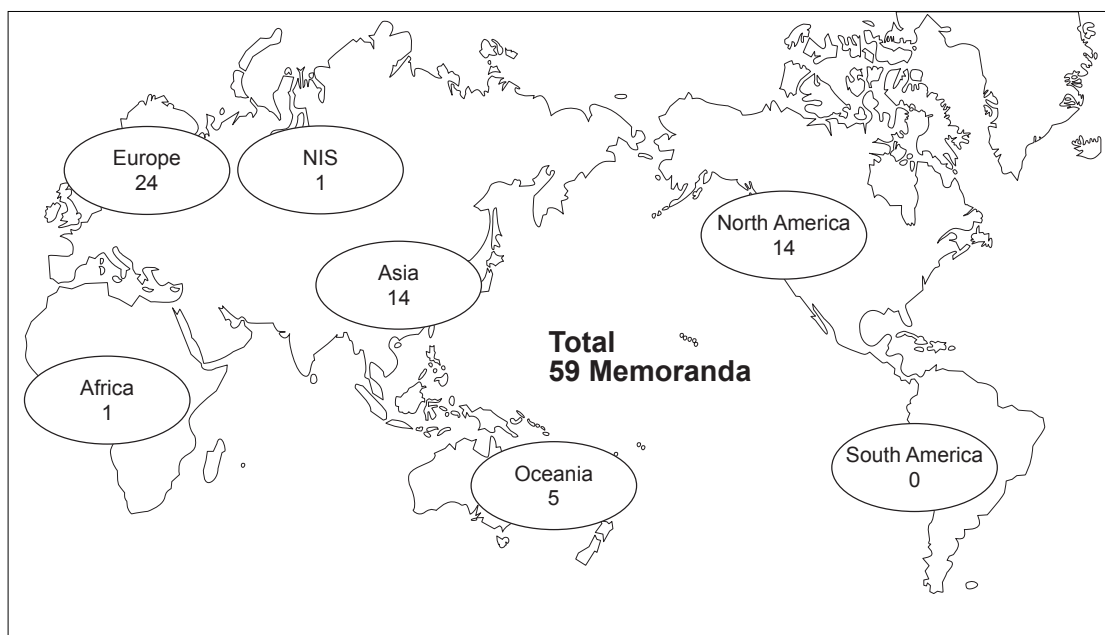 Europe
24
NIS
1
North America
14
Asia
14
Total
59 Memoranda
Africa
1
South America
0
Oceania
5